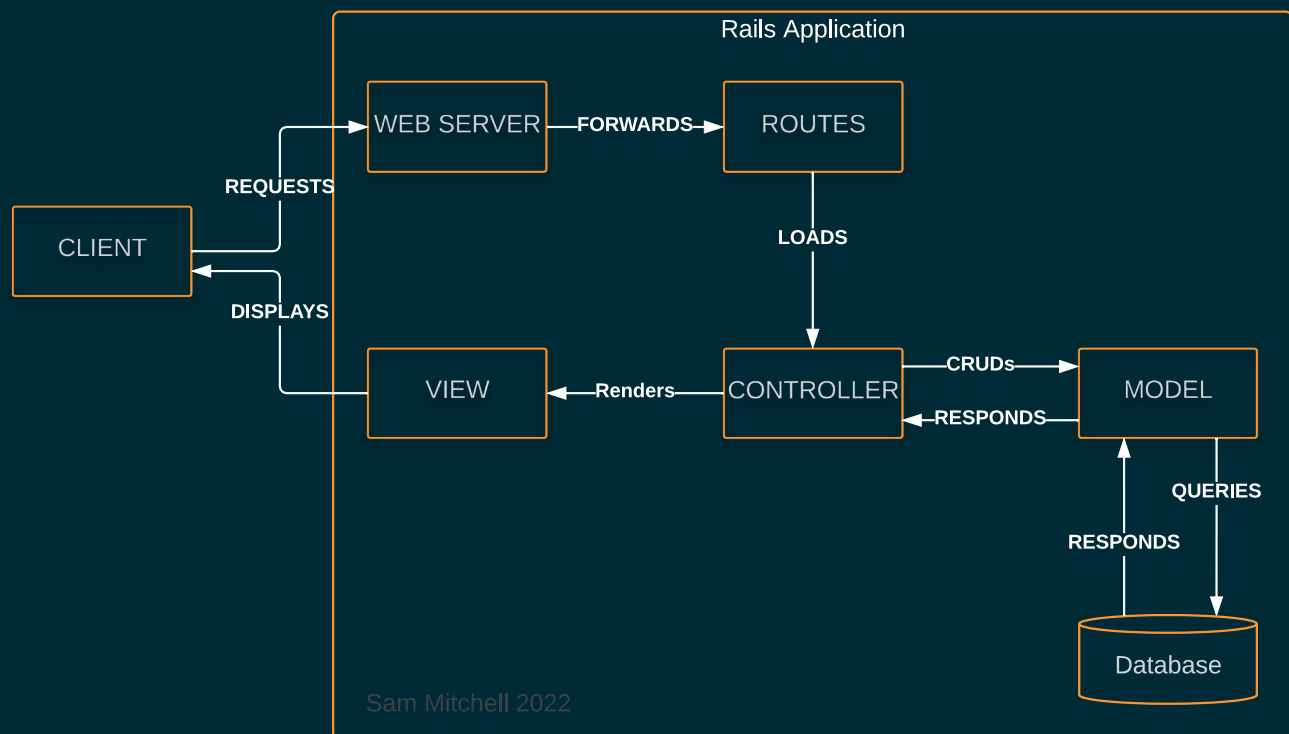 Rails Application
WEB SERVER
FORWARDS
ROUTES
REQUESTS
CLIENT
LOADS
DISPLAYS
VIEW
Renders
CONTROLLER
CRUDs
RESPONDS
MODEL
QUERIES
RESPONDS
Database
Sam Mitchell 2022